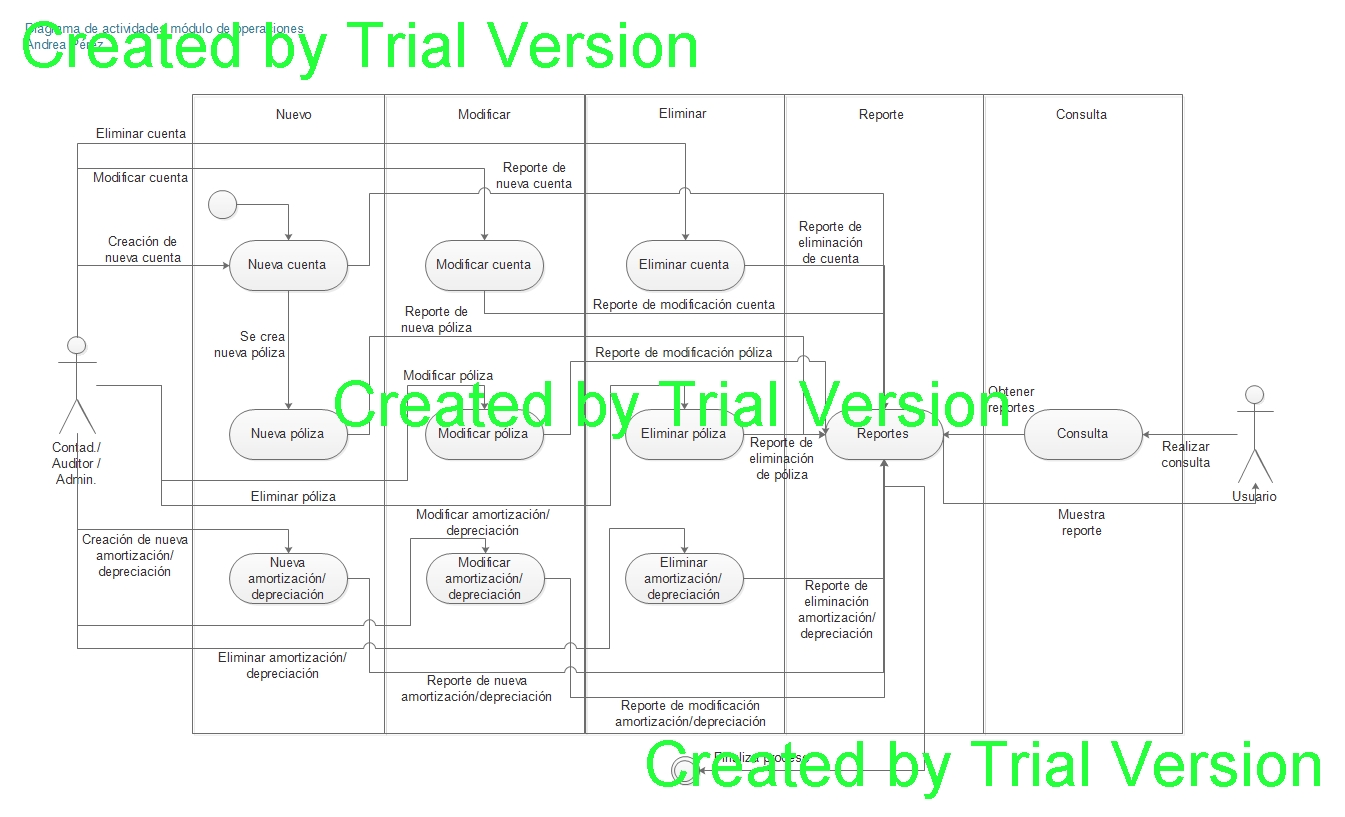 Diagrama de actividades módulo de operaciones
Andrea Pérez
Created by Trial Version
Nuevo
Modificar
Eliminar
Reporte
Consulta
Eliminar cuenta
Modificar cuenta
Reporte de
nueva cuenta
Creación de
nueva cuenta
Nueva cuenta
Modificar cuenta
Eliminar cuenta
Reporte de
eliminación
de cuenta
Reporte de modificación cuenta
Reporte de
nueva póliza
Se crea
nueva póliza
Reporte de modificación póliza
Modificar póliza
Created by Trial Version
Obtener
reportes
Nueva póliza
Modificar póliza
Eliminar póliza
Reportes
Consulta
Reporte de
eliminación
de póliza
Realizar
consulta
Contad./
Auditor /
Admin.
Usuario
Eliminar póliza
Muestra
reporte
Modificar amortización/
depreciación
Creación de nueva
amortización/
depreciación
Nueva
amortización/
depreciación
Modificar
amortización/
depreciación
Eliminar
amortización/
depreciación
Reporte de
eliminación
amortización/
depreciación
Eliminar amortización/
depreciación
Reporte de nueva
amortización/depreciación
Reporte de modificación
amortización/depreciación
Finaliza proceso
Created by Trial Version